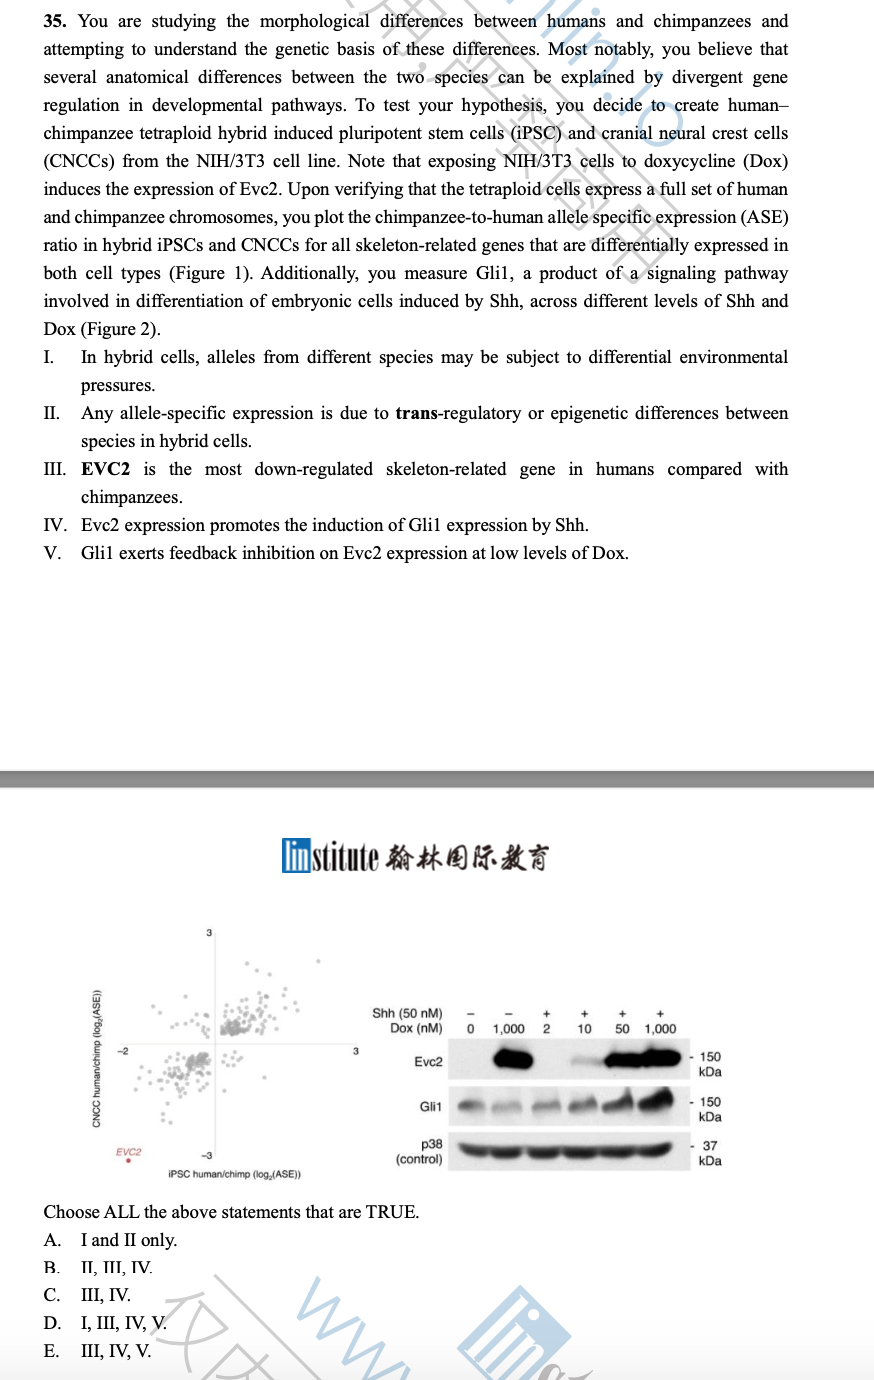 35. You are studying the morphological differences between humans and chimpanzees and
attempting to understand the genetic basis of these differences. Most notably, you believe that
several anatomical differences between the two species can be explained by divergent gene
regulation in developmental pathways. To test your hypothesis, you decide to create human–
chimpanzee tetraploid hybrid induced pluripotent stem cells (iPSC) and cranial neural crest cells
(CNCCs) from the NIH/3T3 cell line. Note that exposing NIH/3T3 cells to doxycycline (Dox)
induces the expression of Evc2. Upon verifying that the tetraploid cells express a full set of human
and chimpanzee chromosomes, you plot the chimpanzee-to-human allele specific expression (ASE)
ratio in hybrid iPSCs and CNCCs for all skeleton-related genes that are differentially expressed in
both cell types (Figure 1). Additionally, you measure Gli1, a product of a signaling pathway
involved in differentiation of embryonic cells induced by Shh, across different levels of Shh and
Dox (Figure 2).
I. In hybrid cells, alleles from different species may be subject to differential environmental
pressures.
II. Any allele-specific expression is due to trans-regulatory or epigenetic differences between
species in hybrid cells.
III. EVC2 is the most down-regulated skeleton-related gene in humans compared with
chimpanzees.
IV. Evc2 expression promotes the induction of Gli1 expression by Shh.
V. Gli1 exerts feedback inhibition on Evc2 expression at low levels of Dox.
linstitute 翰林国际教育
3
CNCC human/chimp (log2(ASE))
-2
3
EVC2
-3
iPSC human/chimp (log2(ASE))
Shh (50 nM) - - + + + +
Dox (nM) 0 1,000 2 10 50 1,000
Evc2
150
kDa
Gli1
150
kDa
p38
(control)
37
kDa
Choose ALL the above statements that are TRUE.
A. I and II only.
B. II, III, IV.
C. III, IV.
D. I, III, IV, V.
E. III, IV, V.